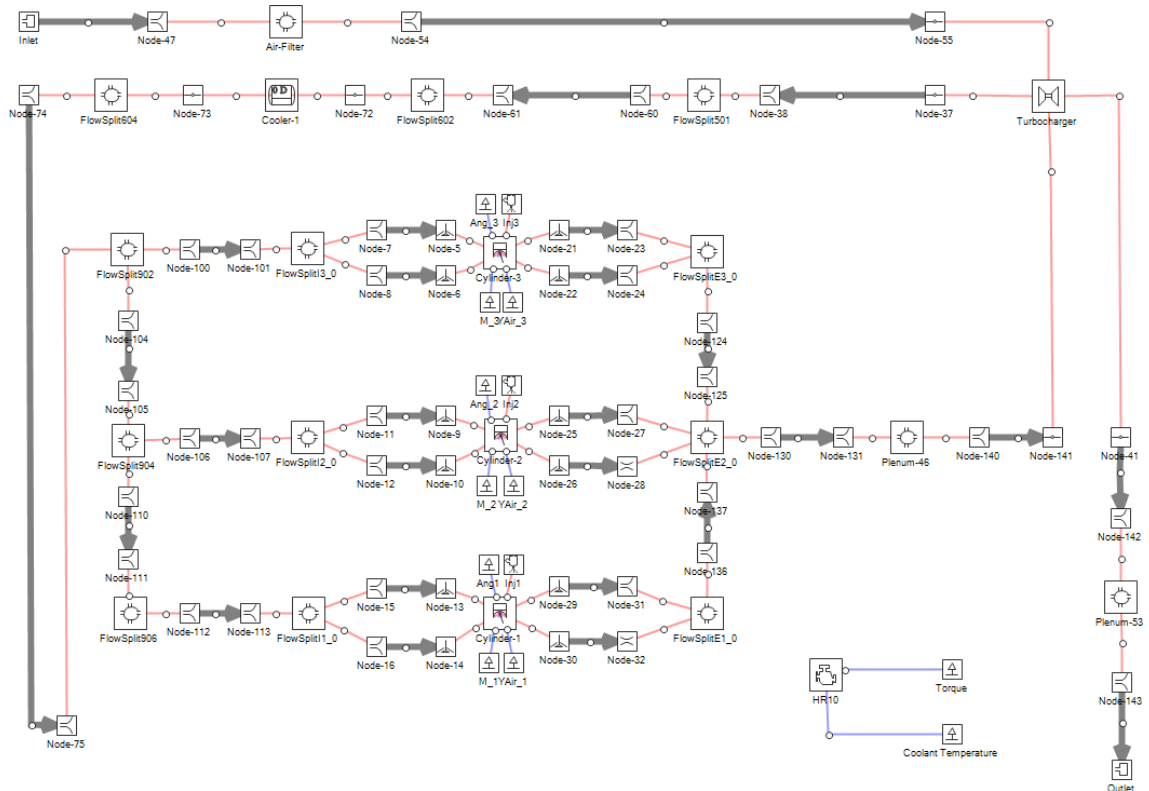 Inlet
Node-47
Air-Filter
Node-54
Node-55
Node-74
FlowSplit604
Node-73
0 D
Cooler-1
Node-72
FlowSplit602
Node-61
Node-60
FlowSplit501
Node-38
Node-37
Turbocharger
Ang_3 Inj3
Node-7
Node-5
Node-21
Node-23
FlowSplit902
Node-100
Node-101
FlowSplitI3_0
Cylinder-3
FlowSplitE3_0
Node-8
Node-6
Node-22
Node-24
M_3 YAir_3
Node-104
Node-124
Node-105
Node-125
Ang_2 Inj2
Node-11
Node-9
Node-25
Node-27
FlowSplit904
Node-106
Node-107
FlowSplitI2_0
Cylinder-2
FlowSplitE2_0
Node-130
Node-131
Plenum-46
Node-140
Node-141
Node-41
Node-12
Node-10
Node-26
Node-28
M_2 YAir_2
Node-110
Node-137
Node-142
Node-111
Node-136
Ang1 Inj1
Node-15
Node-13
Node-29
Node-31
FlowSplit906
Node-112
Node-113
FlowSplitI1_0
Cylinder-1
FlowSplitE1_0
Plenum-53
Node-16
Node-14
Node-30
Node-32
M_1 YAir_1
Torque
HR10
Node-143
Node-75
Coolant Temperature
Outlet